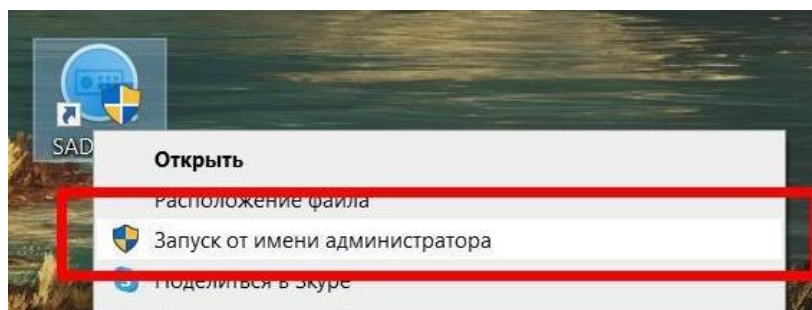 SAD
Открыть
Расположение файла
Запуск от имени администратора
Поделиться в Skype